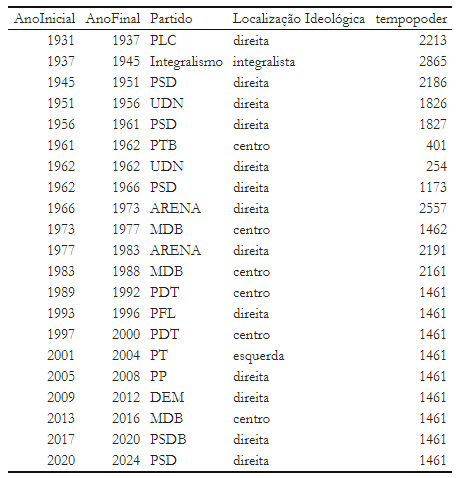 AnoInicial AnoFinal Partido Localização Ideológica tempopoder
1931 1937 PLC direita 2213
1937 1945 Integralismo integralista 2865
1945 1951 PSD direita 2186
1951 1956 UDN direita 1826
1956 1961 PSD direita 1827
1961 1962 PTB centro 401
1962 1962 UDN direita 254
1962 1966 PSD direita 1173
1966 1973 ARENA direita 2557
1973 1977 MDB centro 1462
1977 1983 ARENA direita 2191
1983 1988 MDB centro 2161
1989 1992 PDT centro 1461
1993 1996 PFL direita 1461
1997 2000 PDT centro 1461
2001 2004 PT esquerda 1461
2005 2008 PP direita 1461
2009 2012 DEM direita 1461
2013 2016 MDB centro 1461
2017 2020 PSDB direita 1461
2020 2024 PSD direita 1461